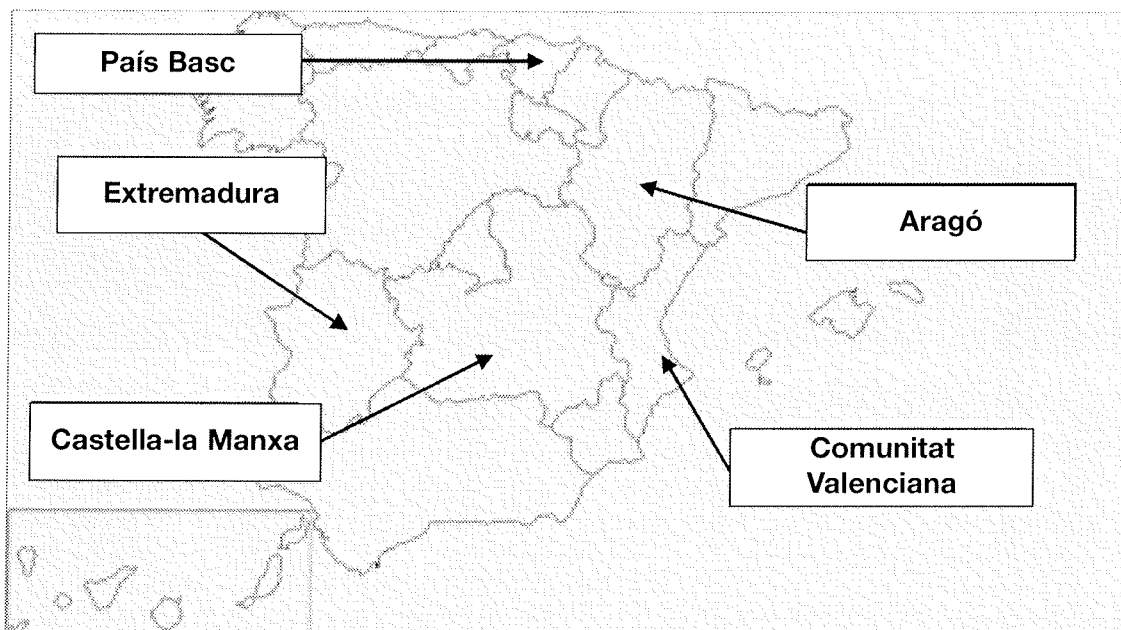 País Basc
Extremadura
Aragó
Castella-la Manxa
Comunitat
Valenciana